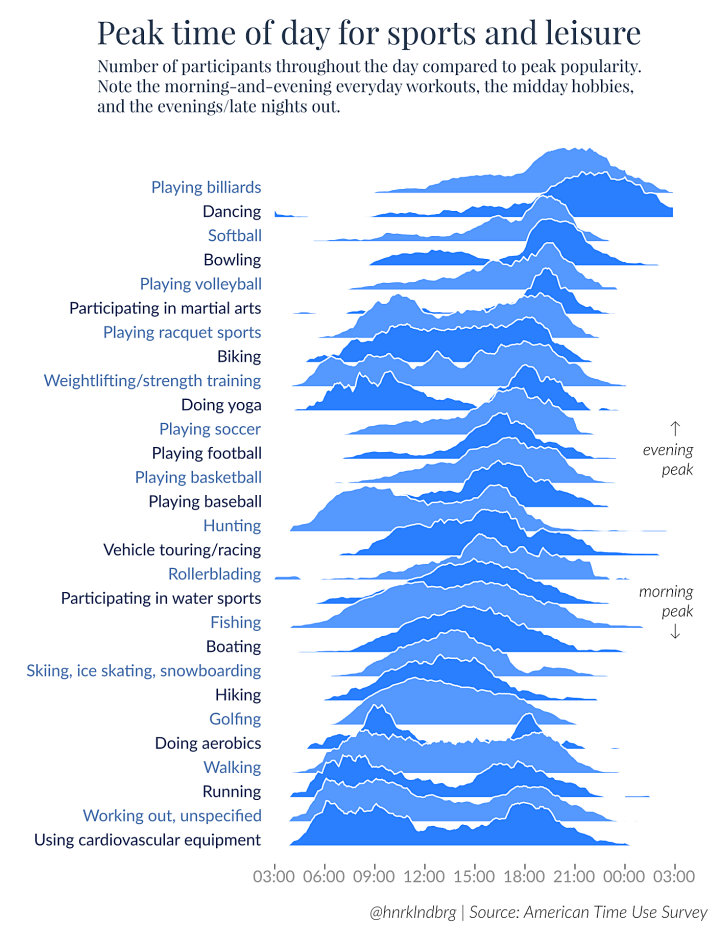 Peak time of day for sports and leisure
Number of participants throughout the day compared to peak popularity.
Note the morning-and-evening everyday workouts, the midday hobbies,
and the evenings/late nights out.
Playing billiards
Dancing
Softball
Bowling
Playing volleyball
Participating in martial arts
Playing racquet sports
Biking
Weightlifting/strength training
Doing yoga
Playing soccer
Playing football
Playing basketball
Playing baseball
Hunting
Vehicle touring/racing
Rollerblading
Participating in water sports
Fishing
Boating
Skiing, ice skating, snowboarding
Hiking
Golfing
Doing aerobics
Walking
Running
Working out, unspecified
Using cardiovascular equipment
↑
evening
peak
morning
peak
↓
03:00 06:00 09:00 12:00 15:00 18:00 21:00 00:00 03:00
@hnrklndbrg | Source: American Time Use Survey